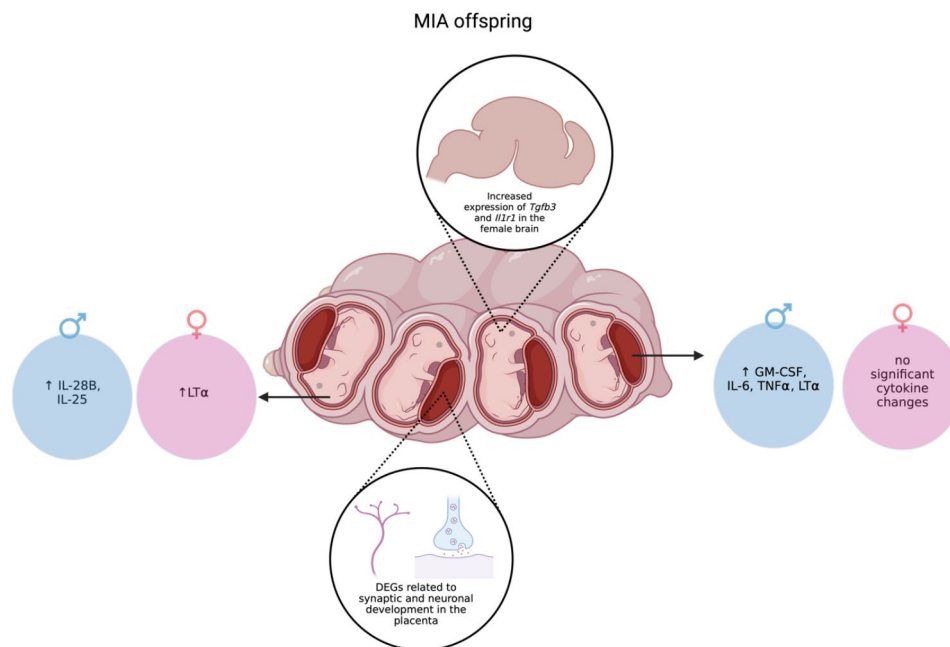 MIA offspring
Increased
expression of Tgfb3
and Il1r1 in the
female brain
↑ IL-28B,
IL-25
↑LTα
↑ GM-CSF,
IL-6, TNFα, LTα
no
significant
cytokine
changes
DEGs related to
synaptic and neuronal
development in the
placenta